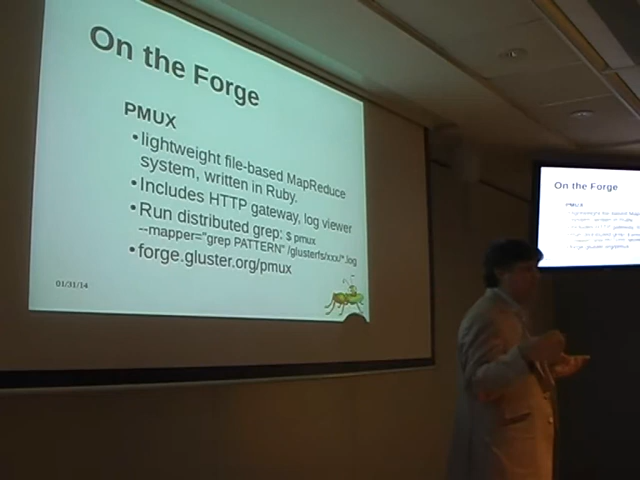 On the Forge
PMUX
•lightweight file-based MapReduce
system, written in Ruby.
•Includes HTTP gateway, log viewer
•Run distributed grep: $ pmux
--mapper="grep PATTERN" /glusterfs/xxx/*.log
•forge.gluster.org/pmux
01/31/14
On the Forge
PMUX